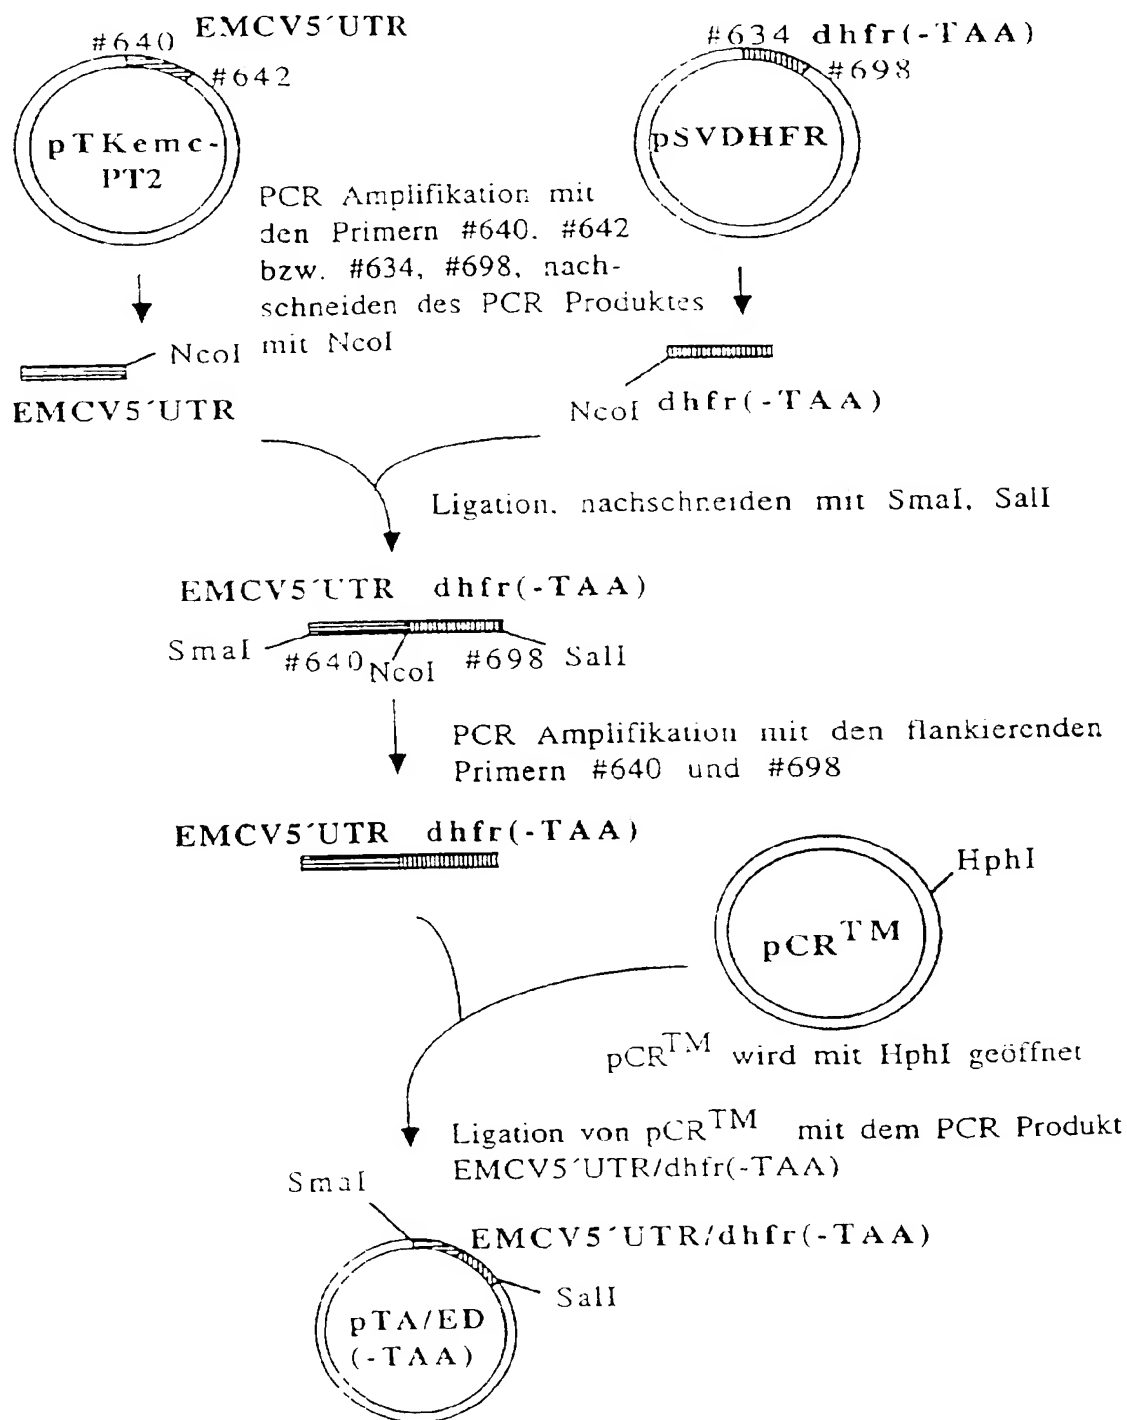 EMCV5´UTR
#640
#642
pTKemc-
PT2
#634 dhfr(-TAA)
#698
pSVDHFR
PCR Amplifikation mit
den Primern #640. #642
bzw. #634, #698, nach-
schneiden des PCR Produktes
mit NcoI
NcoI
EMCV5´UTR
NcoI dhfr(-TAA)
Ligation, nachschneiden mit SmaI, SalI
EMCV5´UTR dhfr(-TAA)
SmaI
#640
NcoI
#698
SalI
PCR Amplifikation mit den flankierenden
Primern #640 und #698
EMCV5´UTR dhfr(-TAA)
HphI
pCR™
pCR™ wird mit HphI geöffnet
Ligation von pCR™ mit dem PCR Produkt
EMCV5´UTR/dhfr(-TAA)
SmaI
EMCV5´UTR/dhfr(-TAA)
SalI
pTA/ED
(-TAA)